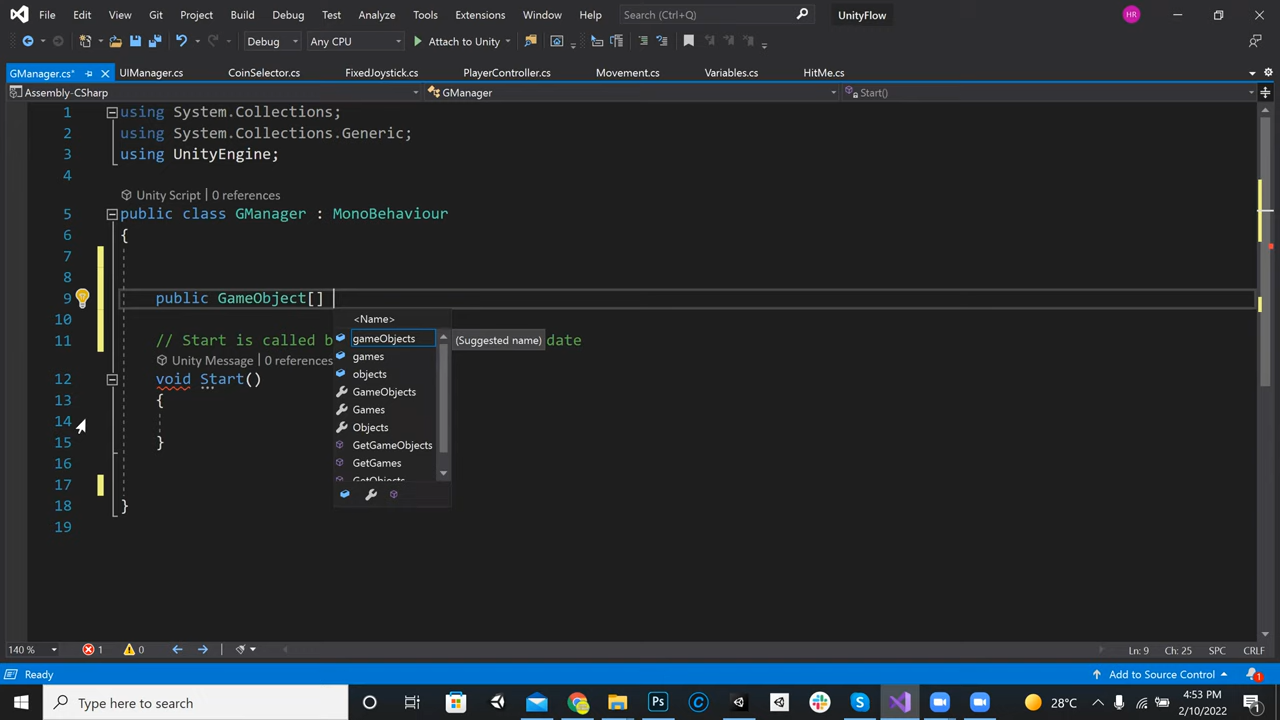 File Edit View Git Project Build Debug Test Analyze Tools Extensions Window Help Search (Ctrl+Q) UnityFlow HR
Debug Any CPU Attach to Unity
GManager.cs* UIManager.cs CoinSelector.cs FixedJoystick.cs PlayerController.cs Movement.cs Variables.cs HitMe.cs
Assembly-CSharp GManager Start()
1 using System.Collections;
2 using System.Collections.Generic;
3 using UnityEngine;
4
Unity Script | 0 references
5 public class GManager : MonoBehaviour
6 {
7
8
9 public GameObject[]
10
<Name>
11 // Start is called b date
gameObjects (Suggested name)
Unity Message | 0 references
games
12 void Start()
objects
GameObjects
13 {
Games
14
Objects
15 }
GetGameObjects
16
GetGames
17
GetObjects
18 }
19
140 % 1 0 Ln: 9 Ch: 25 SPC CRLF
Ready Add to Source Control 1
Type here to search Ps 28°C 4:53 PM
2/10/2022